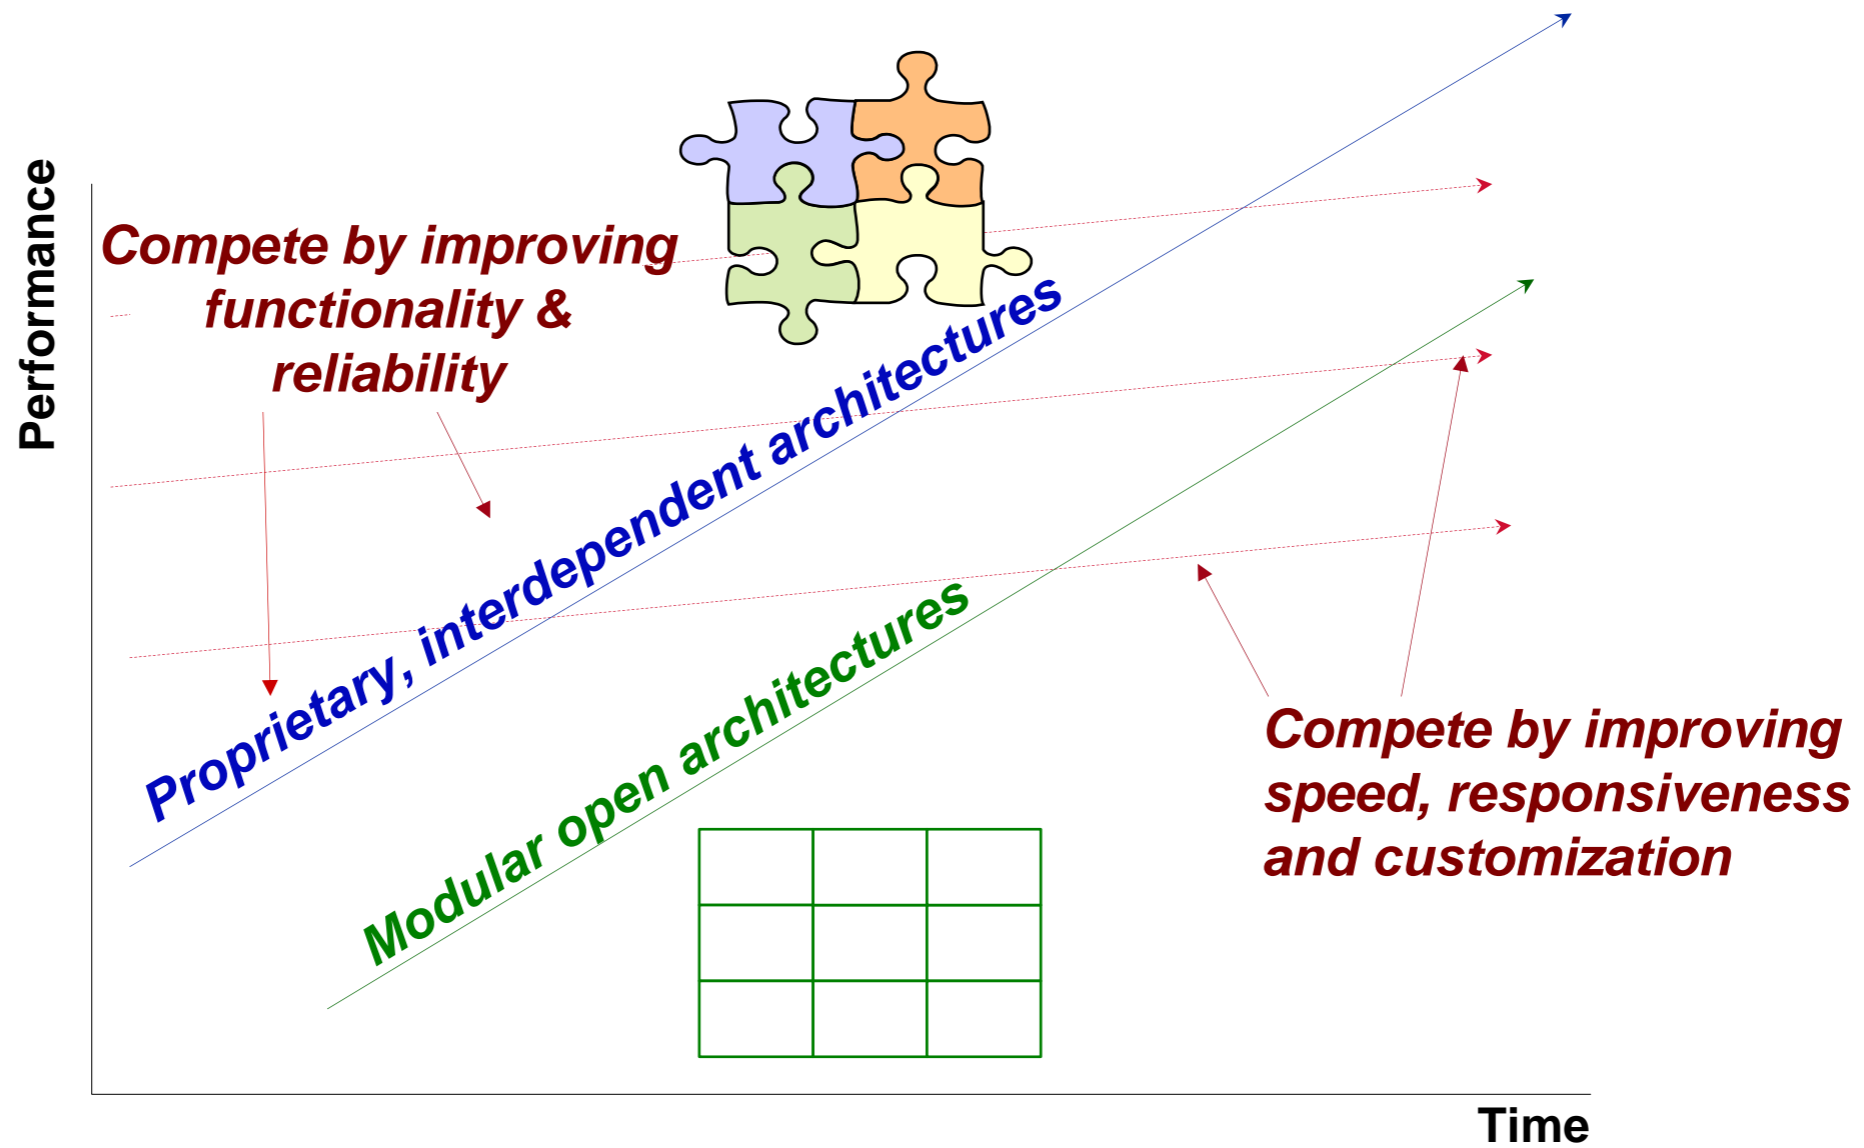 Performance
Compete by improving
functionality &
reliability
Proprietary, interdependent architectures
Modular open architectures
Compete by improving
speed, responsiveness
and customization
Time